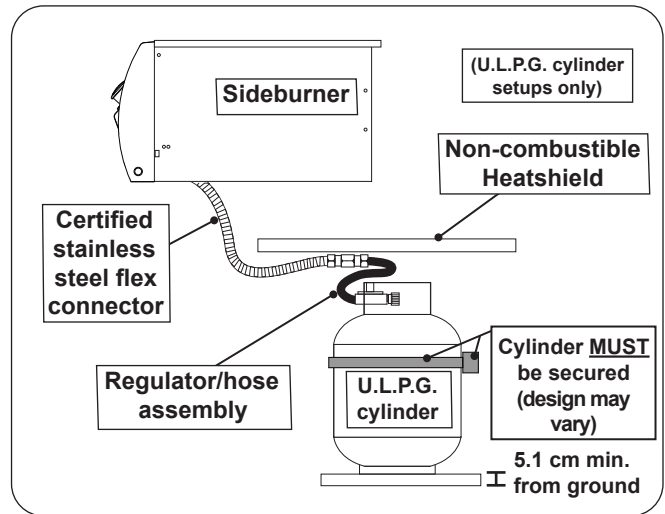 (U.L.P.G. cylinder
setups only)
Sideburner
Non-combustible
Heatshield
Certified
stainless
steel flex
connector
Regulator/hose
assembly
U.L.P.G.
cylinder
Cylinder MUST
be secured
(design may
vary)
5.1 cm min.
from ground